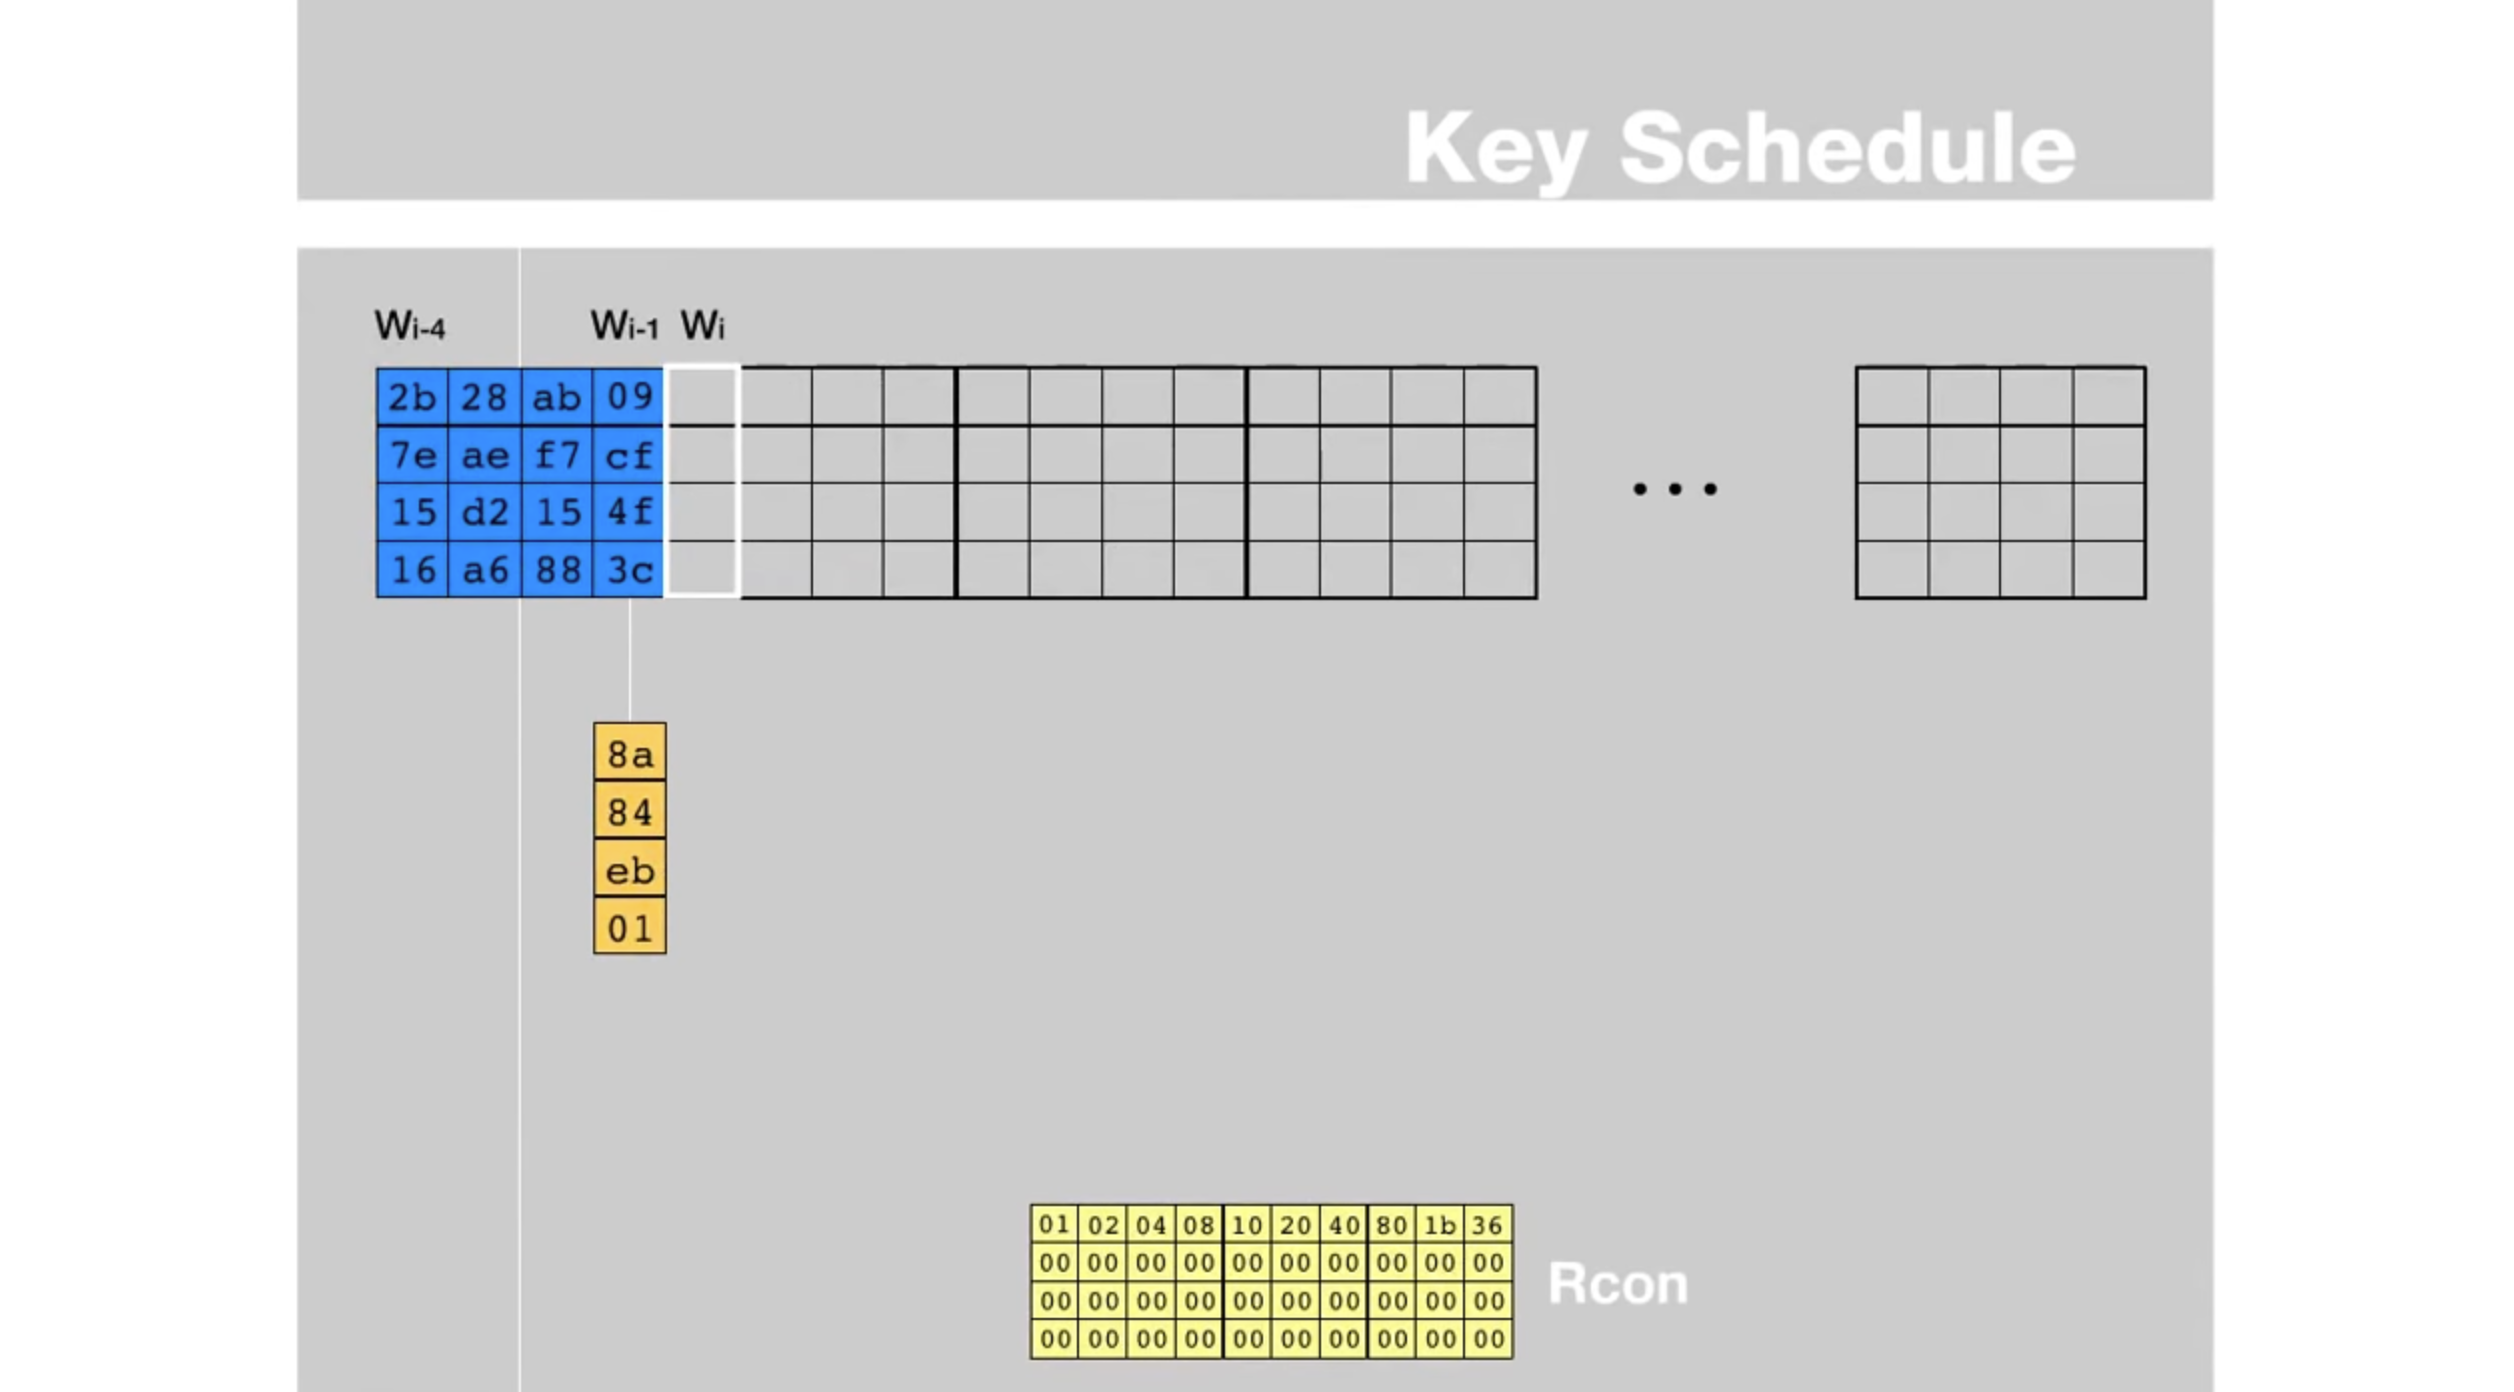 Key Schedule
Wi-4 Wi-1 Wi
2b 28 ab 09
7e ae f7 cf
15 d2 15 4f
16 a6 88 3c
...
8a
84
eb
01
01 02 04 08 10 20 40 80 1b 36
00 00 00 00 00 00 00 00 00 00
00 00 00 00 00 00 00 00 00 00
00 00 00 00 00 00 00 00 00 00
Rcon